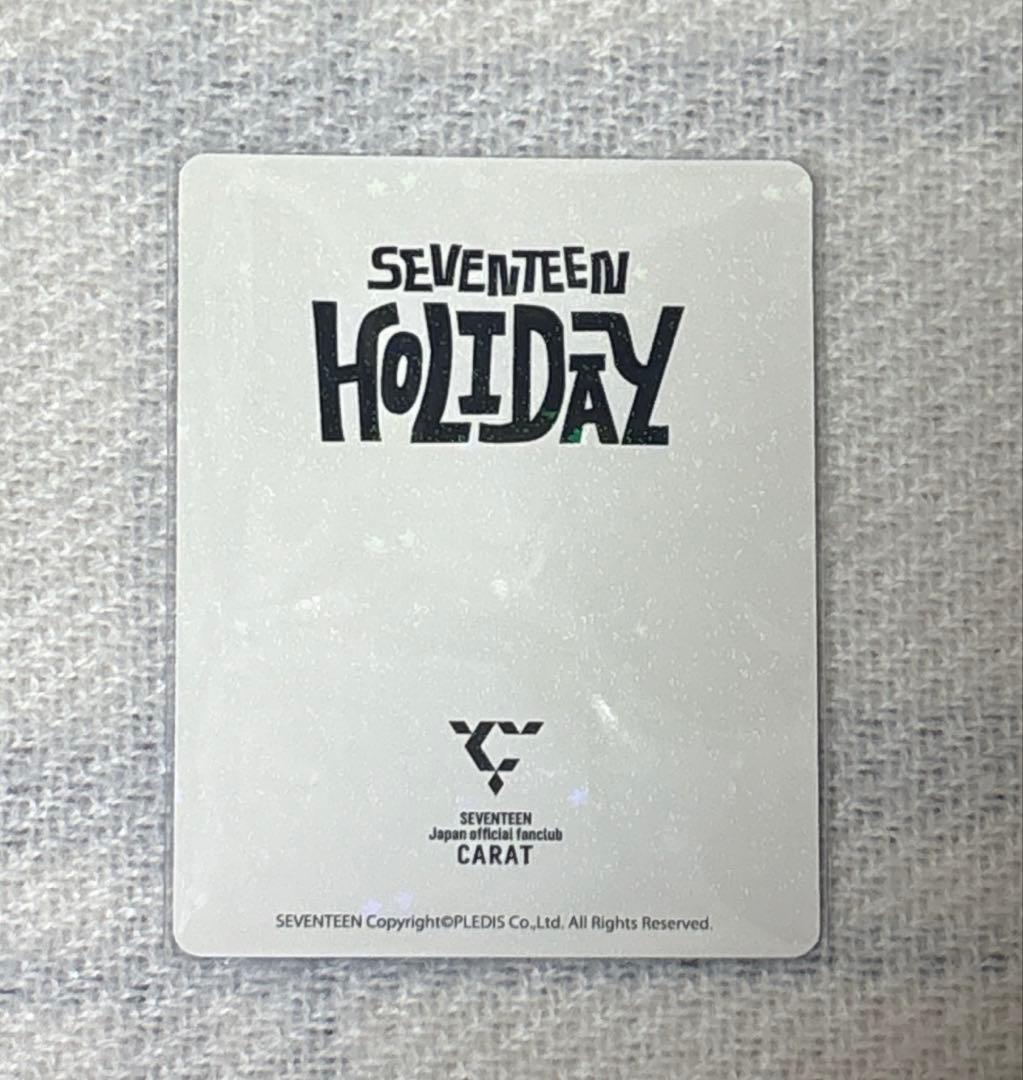 SEVENTEEN
HOLIDAY
SEVENTEEN
Japan official fanclub
CARAT
SEVENTEEN Copyright©PLEDIS Co.,Ltd. All Rights Reserved.